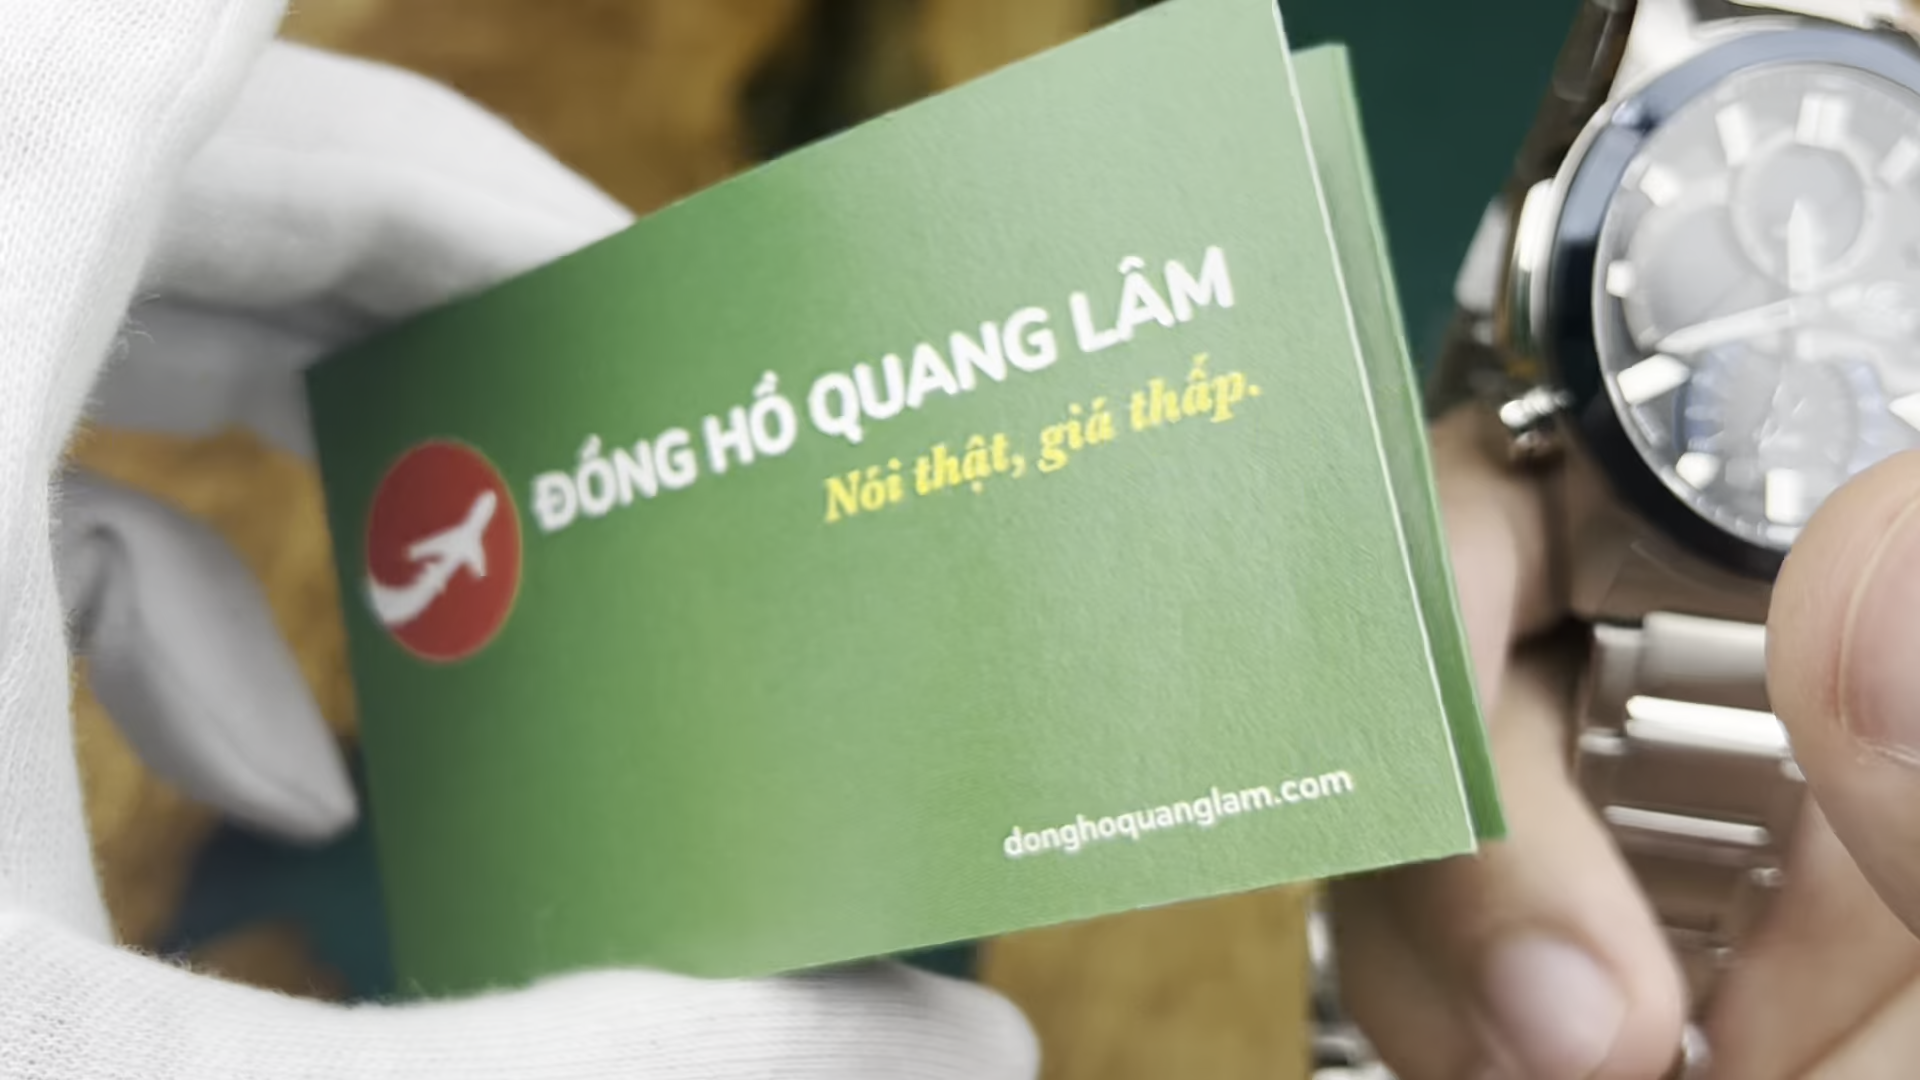 ĐỒNG HỒ QUANG LÂM
Nói thật, giá thấp.
donghoquanglam.com